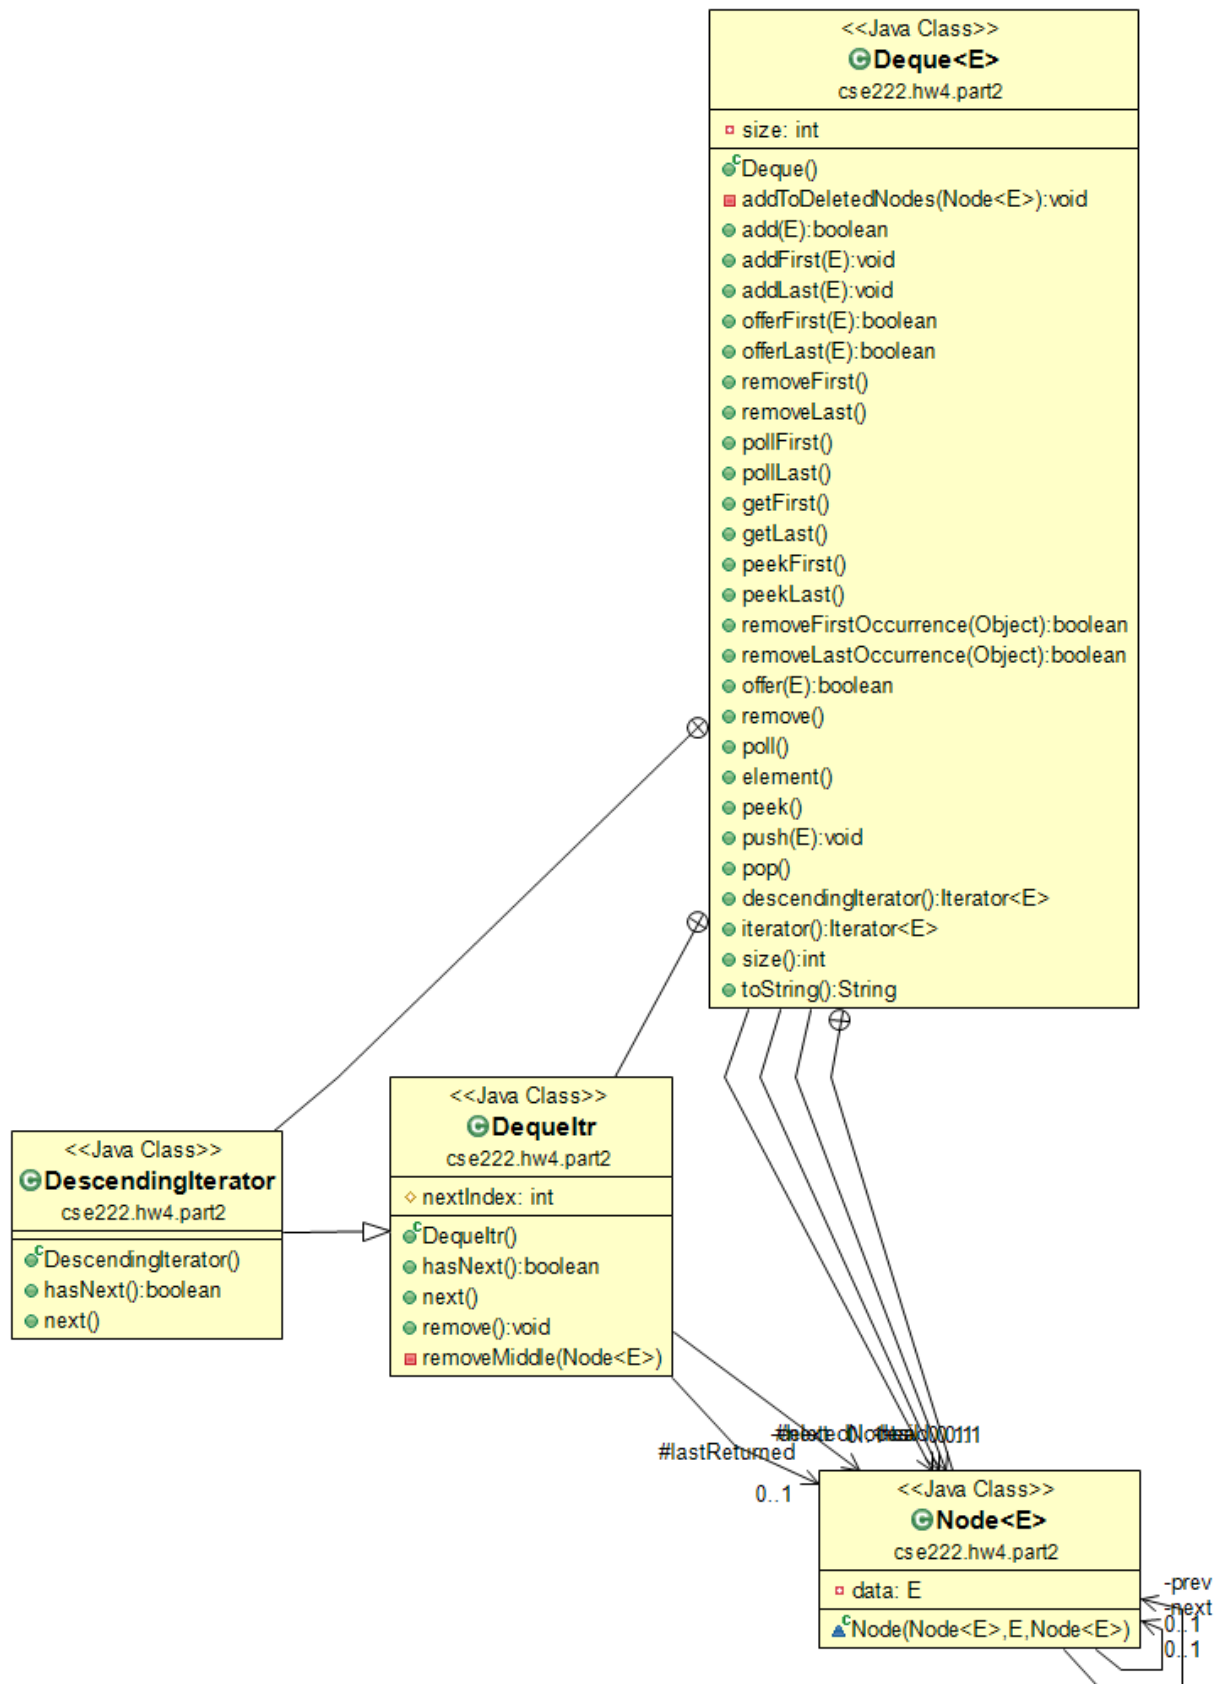 <<Java Class>>
Deque<E>
cse222.hw4.part2
size: int
Deque()
addToDeletedNodes(Node<E>):void
add(E):boolean
addFirst(E):void
addLast(E):void
offerFirst(E):boolean
offerLast(E):boolean
removeFirst()
removeLast()
pollFirst()
pollLast()
getFirst()
getLast()
peekFirst()
peekLast()
removeFirstOccurrence(Object):boolean
removeLastOccurrence(Object):boolean
offer(E):boolean
remove()
poll()
element()
peek()
push(E):void
pop()
descendingIterator():Iterator<E>
iterator():Iterator<E>
size():int
toString():String
<<Java Class>>
DescendingIterator
cse222.hw4.part2
DescendingIterator()
hasNext():boolean
next()
<<Java Class>>
DequeItr
cse222.hw4.part2
nextIndex: int
DequeItr()
hasNext():boolean
next()
remove():void
removeMiddle(Node<E>)
#lastReturned
0..1
<<Java Class>>
Node<E>
cse222.hw4.part2
data: E
Node(Node<E>,E,Node<E>)
-prev
-next
0..1
0..1